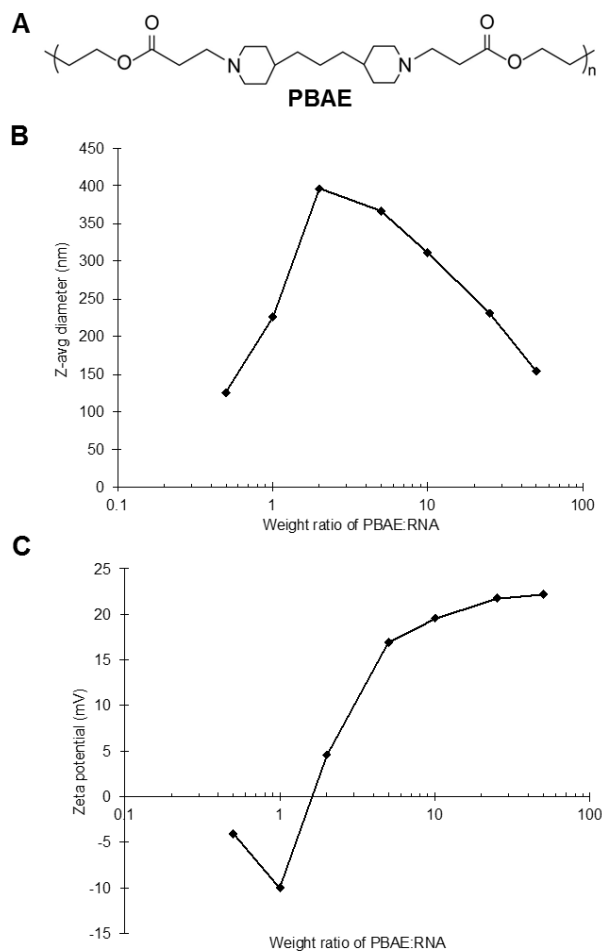 A
O
O
O
N
N
O
n
PBAE
B
450
400
350
300
250
200
150
100
50
0
0.1
1
10
100
Z-avg diameter (nm)
Weight ratio of PBAE:RNA
C
25
20
15
10
5
0
-5
-10
-15
0.1
1
10
100
Zeta potential (mV)
Weight ratio of PBAE:RNA